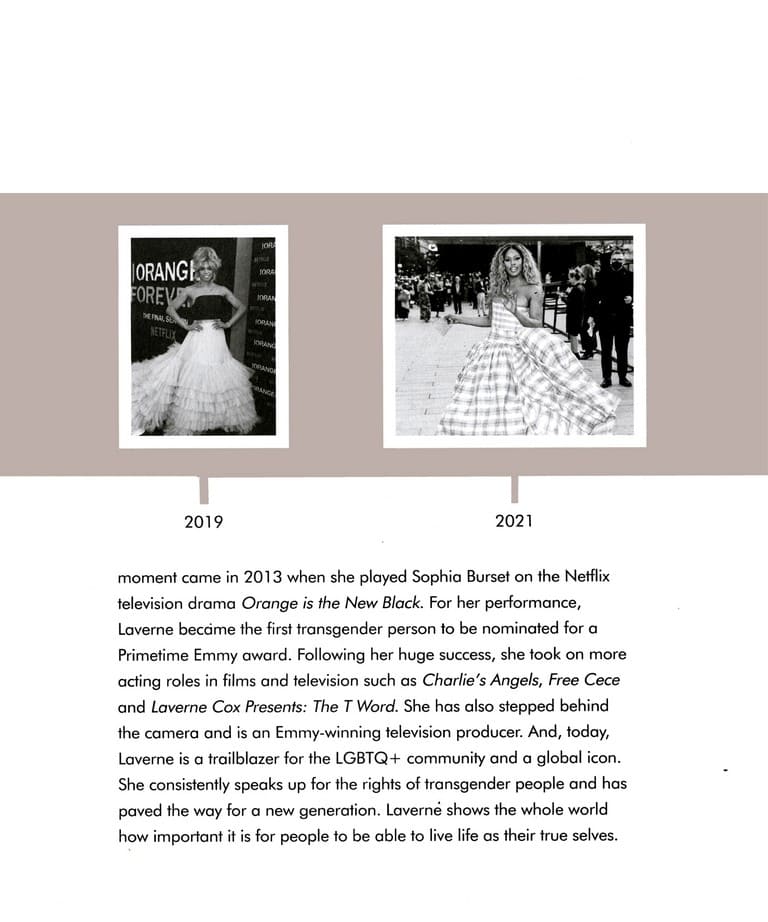 ORANGE
FOREVE
THE FINAL SE
NETFLIX
2019
2021
moment came in 2013 when she played Sophia Burset on the Netflix
television drama Orange is the New Black. For her performance,
Laverne became the first transgender person to be nominated for a
Primetime Emmy award. Following her huge success, she took on more
acting roles in films and television such as Charlie’s Angels, Free Cece
and Laverne Cox Presents: The T Word. She has also stepped behind
the camera and is an Emmy-winning television producer. And, today,
Laverne is a trailblazer for the LGBTQ+ community and a global icon.
She consistently speaks up for the rights of transgender people and has
paved the way for a new generation. Laverne shows the whole world
how important it is for people to be able to live life as their true selves.